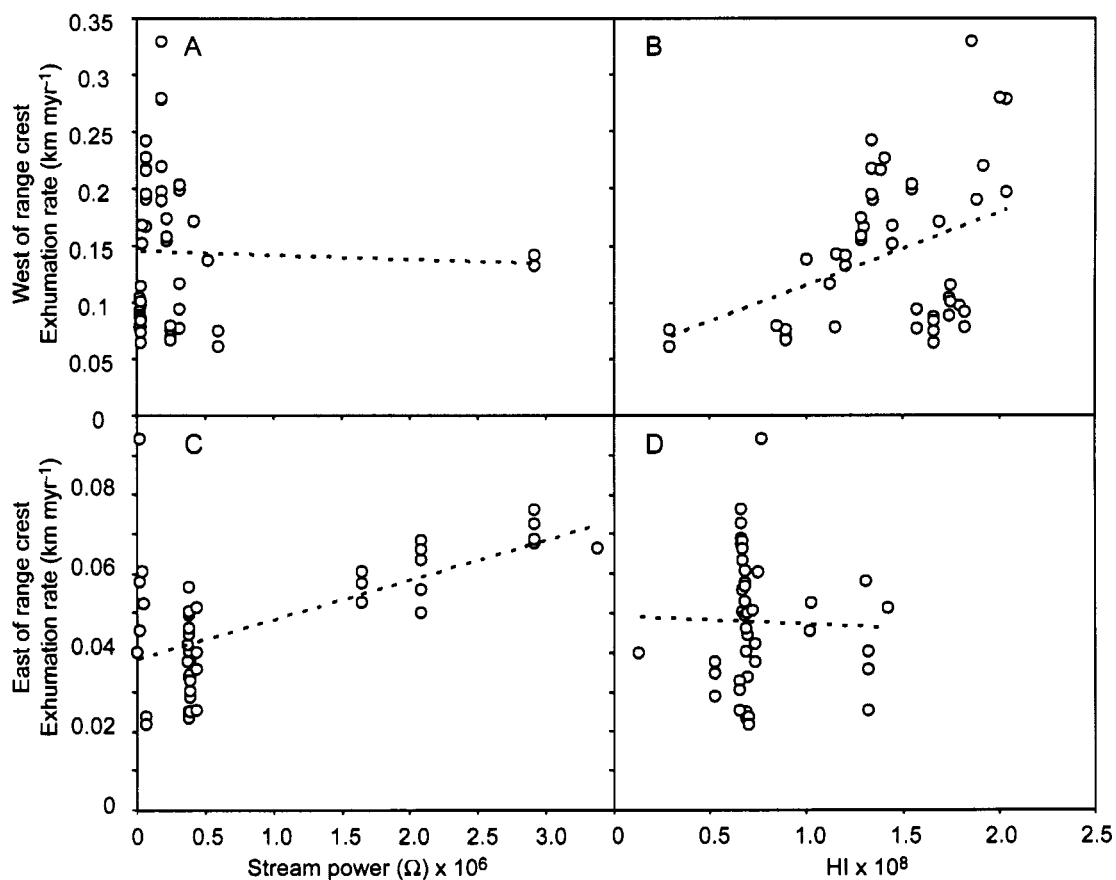 A
B
West of range crest
Exhumation rate (km myr⁻¹)
0.35
0.3
0.25
0.2
0.15
0.1
0.05
0
C
D
East of range crest
Exhumation rate (km myr⁻¹)
0
0.08
0.06
0.04
0.02
0
0 0.5 1.0 1.5 2.0 2.5 3.0
0.5 1.0 1.5 2.0 2.5
Stream power (Ω) x 10⁶
HI x 10⁸